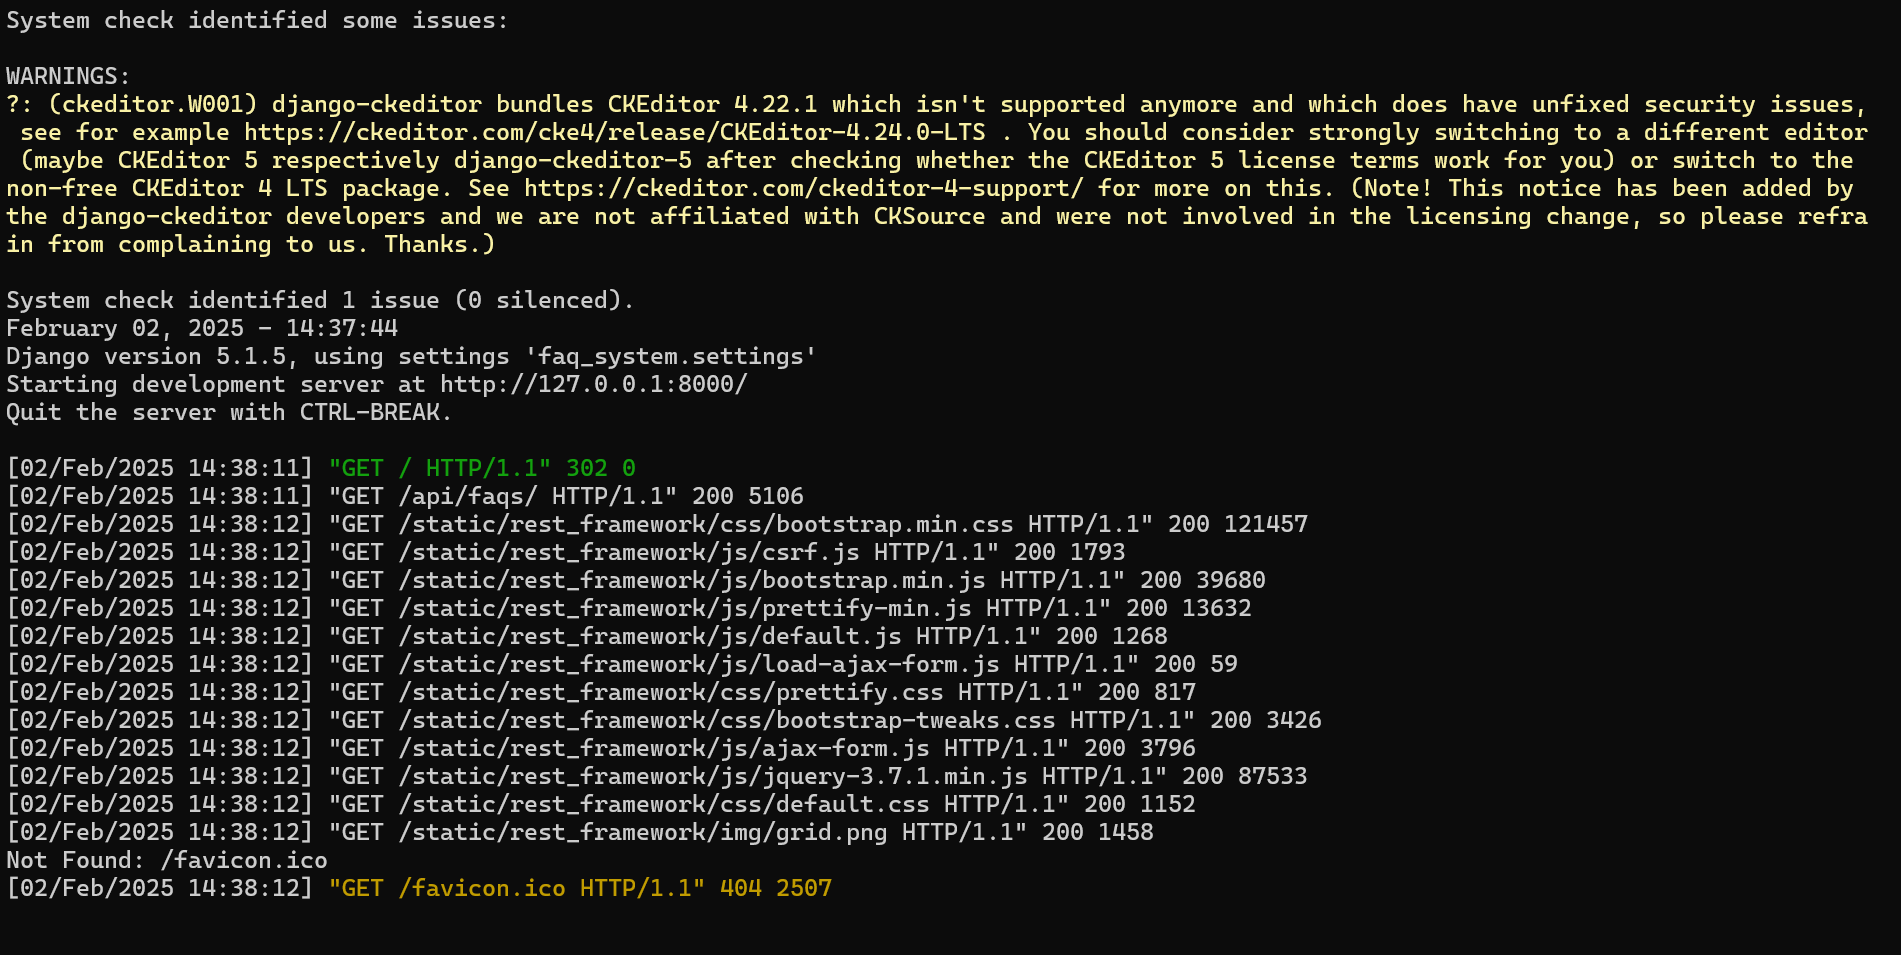 System check identified some issues:
WARNINGS:
?: (ckeditor.W001) django-ckeditor bundles CKEditor 4.22.1 which isn't supported anymore and which does have unfixed security issues,
see for example https://ckeditor.com/cke4/release/CKEditor-4.24.0-LTS . You should consider strongly switching to a different editor
(maybe CKEditor 5 respectively django-ckeditor-5 after checking whether the CKEditor 5 license terms work for you) or switch to the
non-free CKEditor 4 LTS package. See https://ckeditor.com/ckeditor-4-support/ for more on this. (Note! This notice has been added by
the django-ckeditor developers and we are not affiliated with CKSource and were not involved in the licensing change, so please refra
in from complaining to us. Thanks.)
System check identified 1 issue (0 silenced).
February 02, 2025 - 14:37:44
Django version 5.1.5, using settings 'faq_system.settings'
Starting development server at http://127.0.0.1:8000/
Quit the server with CTRL-BREAK.
[02/Feb/2025 14:38:11] "GET / HTTP/1.1" 302 0
[02/Feb/2025 14:38:11] "GET /api/faqs/ HTTP/1.1" 200 5106
[02/Feb/2025 14:38:12] "GET /static/rest_framework/css/bootstrap.min.css HTTP/1.1" 200 121457
[02/Feb/2025 14:38:12] "GET /static/rest_framework/js/csrf.js HTTP/1.1" 200 1793
[02/Feb/2025 14:38:12] "GET /static/rest_framework/js/bootstrap.min.js HTTP/1.1" 200 39680
[02/Feb/2025 14:38:12] "GET /static/rest_framework/js/prettify-min.js HTTP/1.1" 200 13632
[02/Feb/2025 14:38:12] "GET /static/rest_framework/js/default.js HTTP/1.1" 200 1268
[02/Feb/2025 14:38:12] "GET /static/rest_framework/js/load-ajax-form.js HTTP/1.1" 200 59
[02/Feb/2025 14:38:12] "GET /static/rest_framework/css/prettify.css HTTP/1.1" 200 817
[02/Feb/2025 14:38:12] "GET /static/rest_framework/css/bootstrap-tweaks.css HTTP/1.1" 200 3426
[02/Feb/2025 14:38:12] "GET /static/rest_framework/js/ajax-form.js HTTP/1.1" 200 3796
[02/Feb/2025 14:38:12] "GET /static/rest_framework/js/jquery-3.7.1.min.js HTTP/1.1" 200 87533
[02/Feb/2025 14:38:12] "GET /static/rest_framework/css/default.css HTTP/1.1" 200 1152
[02/Feb/2025 14:38:12] "GET /static/rest_framework/img/grid.png HTTP/1.1" 200 1458
Not Found: /favicon.ico
[02/Feb/2025 14:38:12] "GET /favicon.ico HTTP/1.1" 404 2507